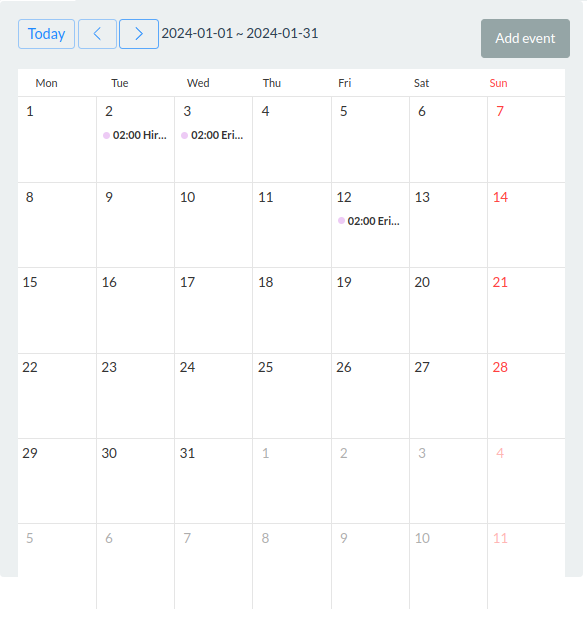 Today < > 2024-01-01 ~ 2024-01-31 Add event
Mon Tue Wed Thu Fri Sat Sun
1 2 3 4 5 6 7
02:00 Hir... 02:00 Eri...
8 9 10 11 12 13 14
02:00 Eri...
15 16 17 18 19 20 21
22 23 24 25 26 27 28
29 30 31 1 2 3 4
5 6 7 8 9 10 11